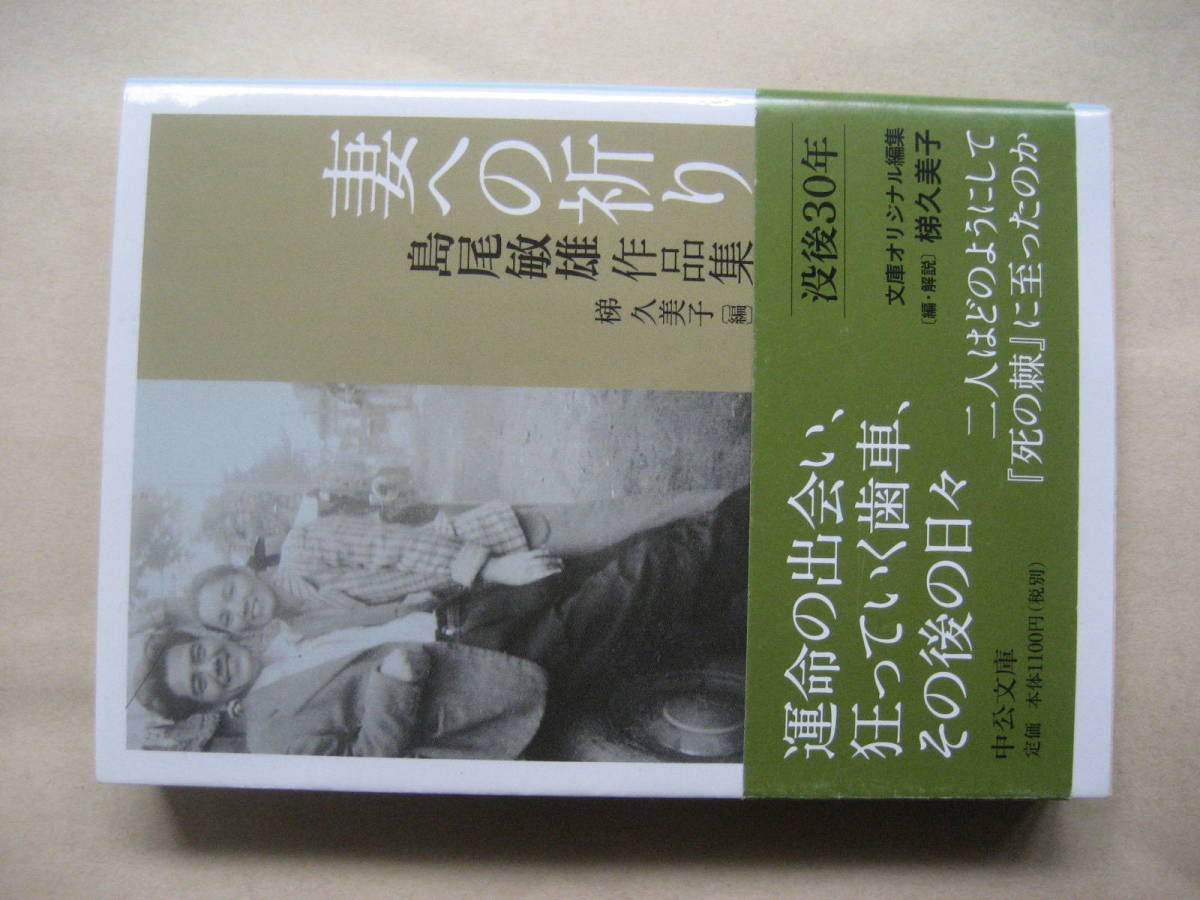 妻への祈り
島尾敏雄 作品集
梯 久美子〔編〕
没後30年
文庫オリジナル編集
〔編・解説〕梯久美子
二人はどのようにして
『死の棘』に至ったのか
運命の出会い、
狂っていく歯車、
その後の日々
中公文庫
定価 本体1100円(税別)